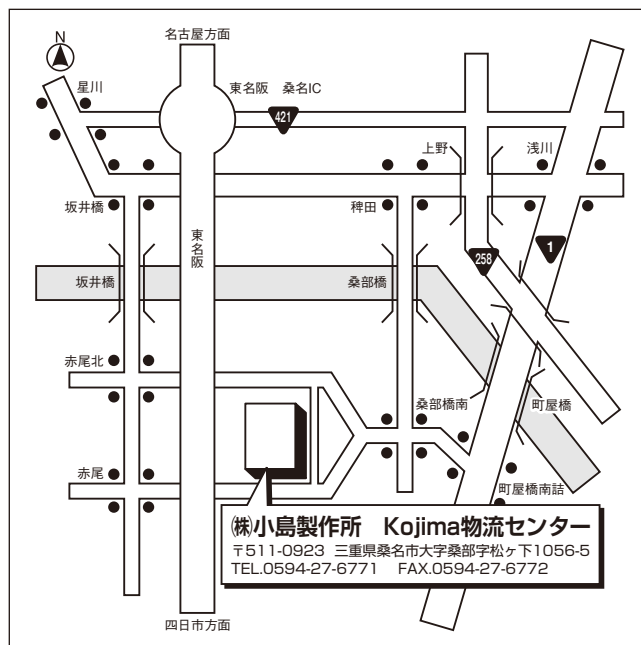 名古屋方面
N
星川
東名阪 桑名IC
421
上野
浅川
坂井橋
稗田
東名阪
1
258
坂井橋
桑部橋
赤尾北
桑部橋南
町屋橋
赤尾
町屋橋南詰
㈱小島製作所 Kojima物流センター
〒511-0923 三重県桑名市大字桑部字松ヶ下1056-5
TEL.0594-27-6771 FAX.0594-27-6772
四日市方面